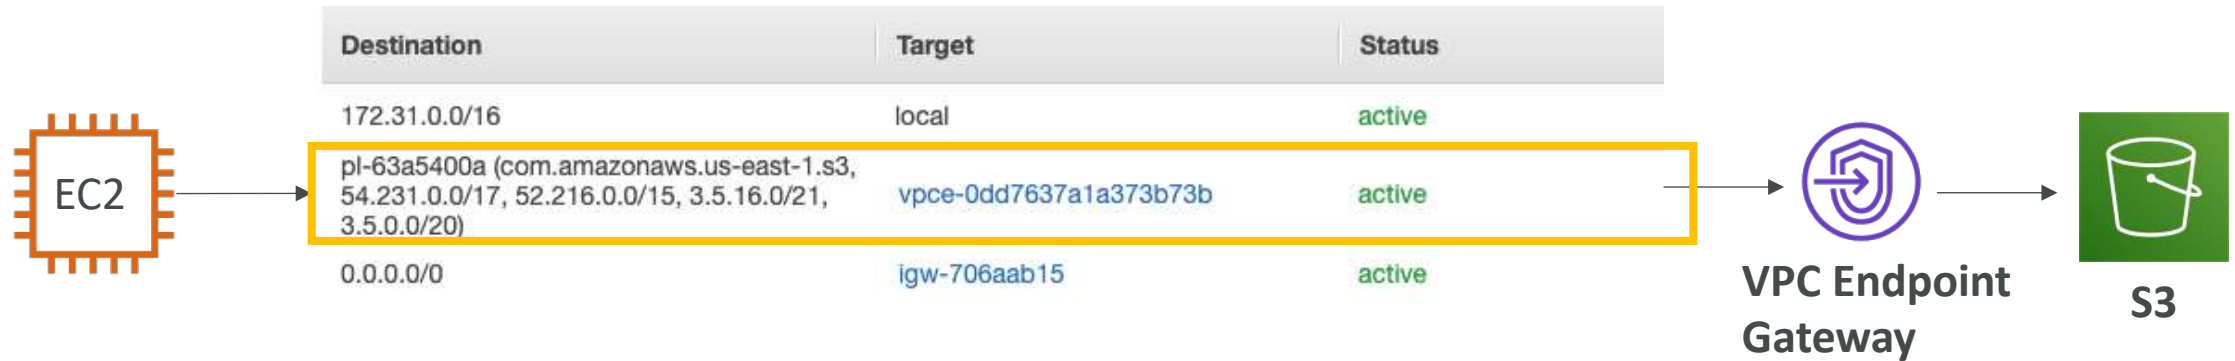 Destination Target Status
172.31.0.0/16 local active
pl-63a5400a (com.amazonaws.us-east-1.s3,
54.231.0.0/17, 52.216.0.0/15, 3.5.16.0/21, vpce-0dd7637a1a373b73b active
3.5.0.0/20)
0.0.0.0/0 igw-706aab15 active
EC2
VPC Endpoint
Gateway
S3